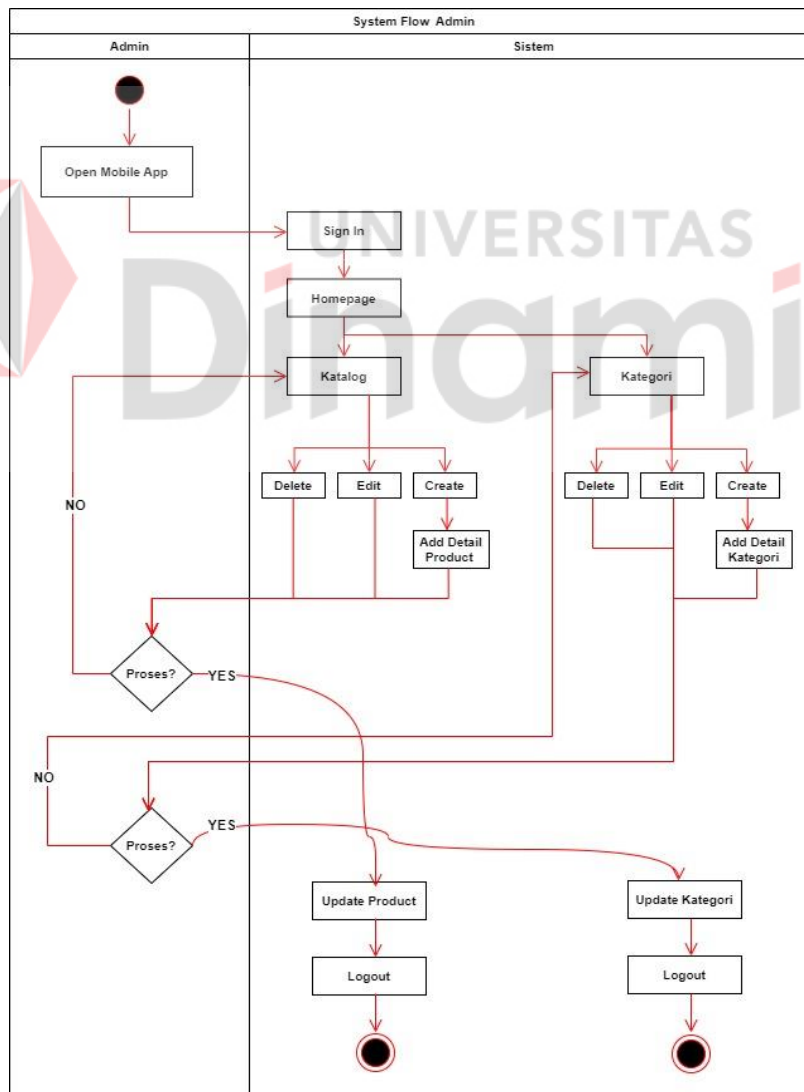 System Flow Admin
Admin
Sistem
Open Mobile App
UNIVERSITAS
Dinami
Sign In
Homepage
Katalog
Kategori
Delete
Edit
Create
Delete
Edit
Create
NO
Add Detail
Product
Add Detail
Kategori
Proses?
YES
NO
Proses?
YES
Update Product
Update Kategori
Logout
Logout